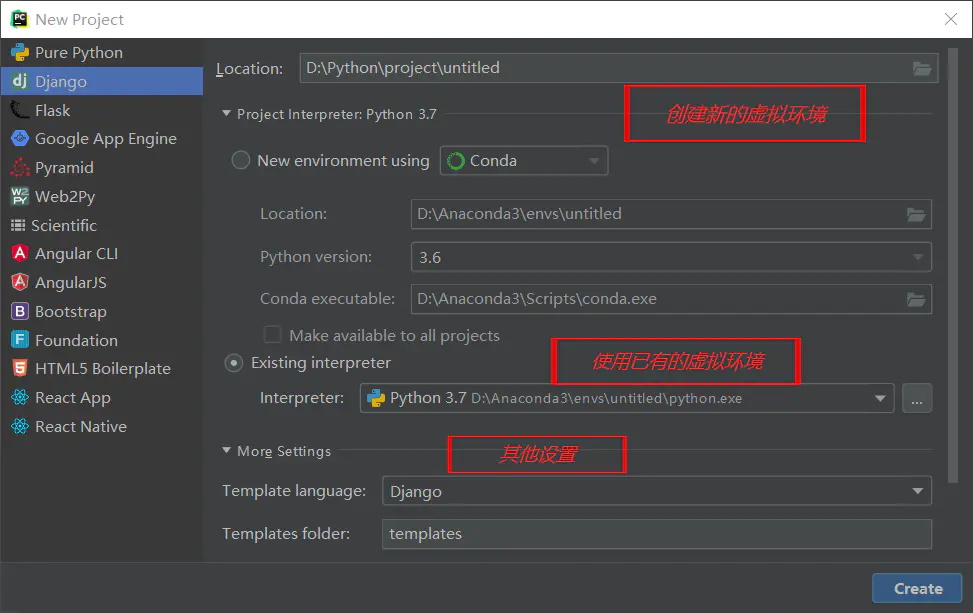 New Project
Pure Python
Django
Flask
Google App Engine
Pyramid
Web2Py
Scientific
Angular CLI
AngularJS
Bootstrap
Foundation
HTML5 Boilerplate
React App
React Native
Location: D:\Python\project\untitled
Project Interpreter: Python 3.7
创建新的虚拟环境
New environment using Conda
Location: D:\Anaconda3\envs\untitled
Python version: 3.6
Conda executable: D:\Anaconda3\Scripts\conda.exe
Make available to all projects
Existing interpreter
使用已有的虚拟环境
Interpreter: Python 3.7 D:\Anaconda3\envs\untitled\python.exe ...
More Settings
其他设置
Template language: Django
Templates folder: templates
Create